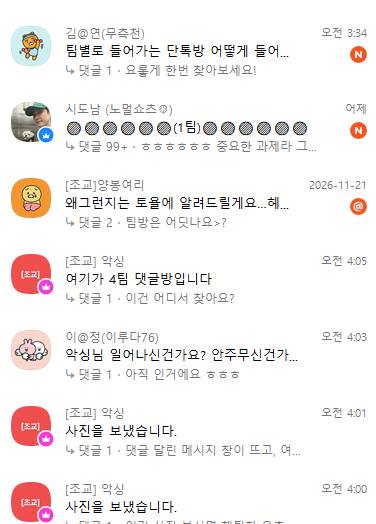 김@연(무측천) 오전 3:34
팀별로 들어가는 단톡방 어떻게 들어...
N
댓글 1 · 요롷게 한번 찾아보세요!
시도남 (노멀쇼츠) 어제
(1팀)
N
댓글 99+ · ㅎㅎㅎㅎㅎㅎ 중요한 과제라 그...
[조교]양봉여리 2026-11-21
왜그런지는 토욜에 알려드릴게요...헤...
@
댓글 2 · 팀방은 어딧나요>?
[조교] [조교] 악싱 오전 4:05
여기가 4팀 댓글방입니다
댓글 1 · 이건 어디서 찾아요?
이@정(이루다76) 오전 4:03
악싱님 일어나신건가요? 안주무신건가...
댓글 1 · 아직 인거에요 ㅎㅎㅎ
[조교] [조교] 악싱 오전 4:01
사진을 보냈습니다.
댓글 1 · 댓글 달린 메시지 창이 뜨고, 여...
[조교] [조교] 악싱 오전 4:00
사진을 보냈습니다.